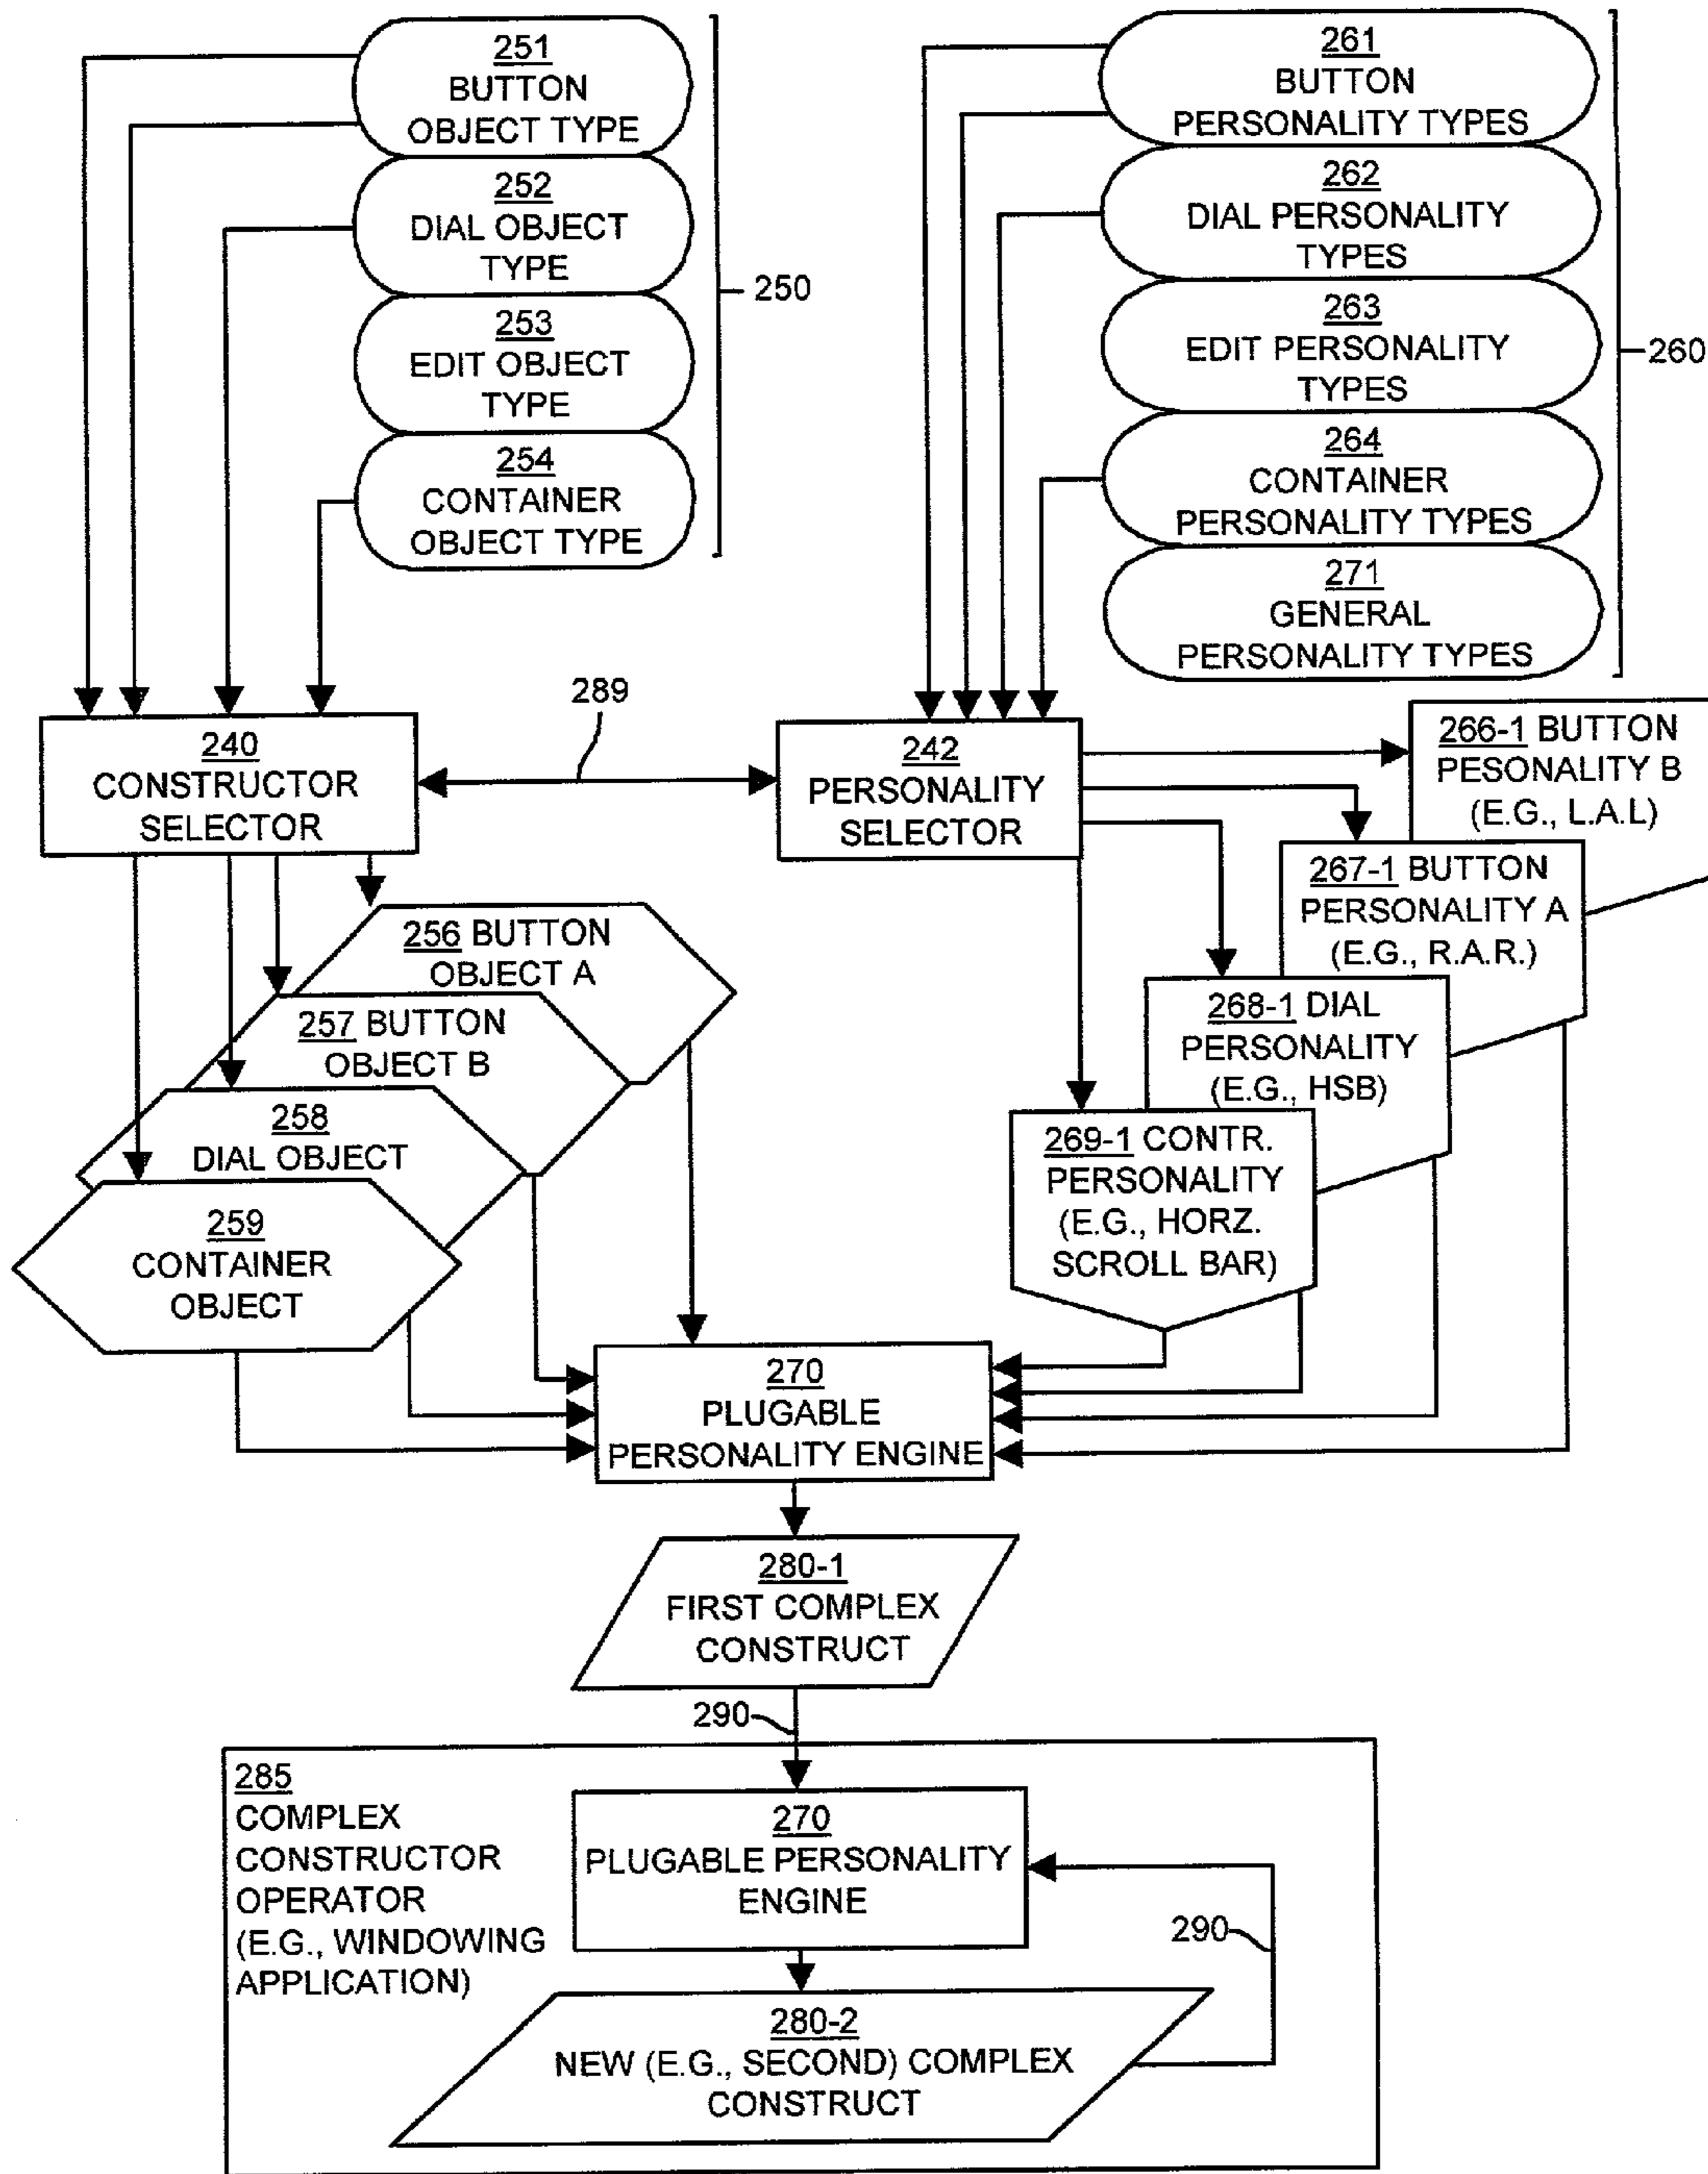 251
BUTTON
OBJECT TYPE
252
DIAL OBJECT
TYPE
253
EDIT OBJECT
TYPE
254
CONTAINER
OBJECT TYPE
250
261
BUTTON
PERSONALITY TYPES
262
DIAL PERSONALITY
TYPES
263
EDIT PERSONALITY
TYPES
264
CONTAINER
PERSONALITY TYPES
271
GENERAL
PERSONALITY TYPES
260
240
CONSTRUCTOR
SELECTOR
289
242
PERSONALITY
SELECTOR
266-1 BUTTON
PESONALITY B
(E.G., L.A.L)
267-1 BUTTON
PERSONALITY A
(E.G., R.A.R.)
268-1 DIAL
PERSONALITY
(E.G., HSB)
269-1 CONTR.
PERSONALITY
(E.G., HORZ.
SCROLL BAR)
256 BUTTON
OBJECT A
257 BUTTON
OBJECT B
258
DIAL OBJECT
259
CONTAINER
OBJECT
270
PLUGABLE
PERSONALITY ENGINE
280-1
FIRST COMPLEX
CONSTRUCT
290
285
COMPLEX
CONSTRUCTOR
OPERATOR
(E.G., WINDOWING
APPLICATION)
270
PLUGABLE PERSONALITY
ENGINE
290
280-2
NEW (E.G., SECOND) COMPLEX
CONSTRUCT